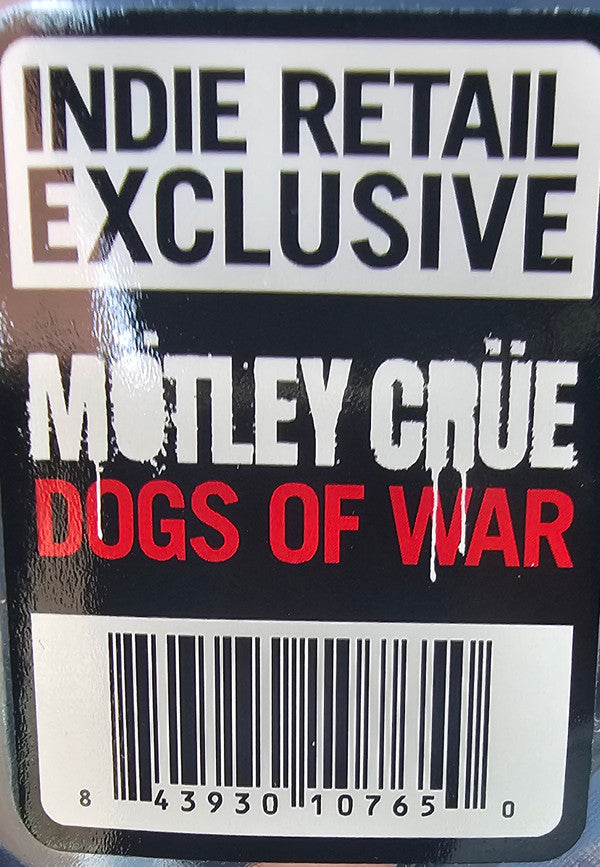 INDIE RETAIL
EXCLUSIVE
MÖTLEY CRÜE
DOGS OF WAR
8 43930 10765 0